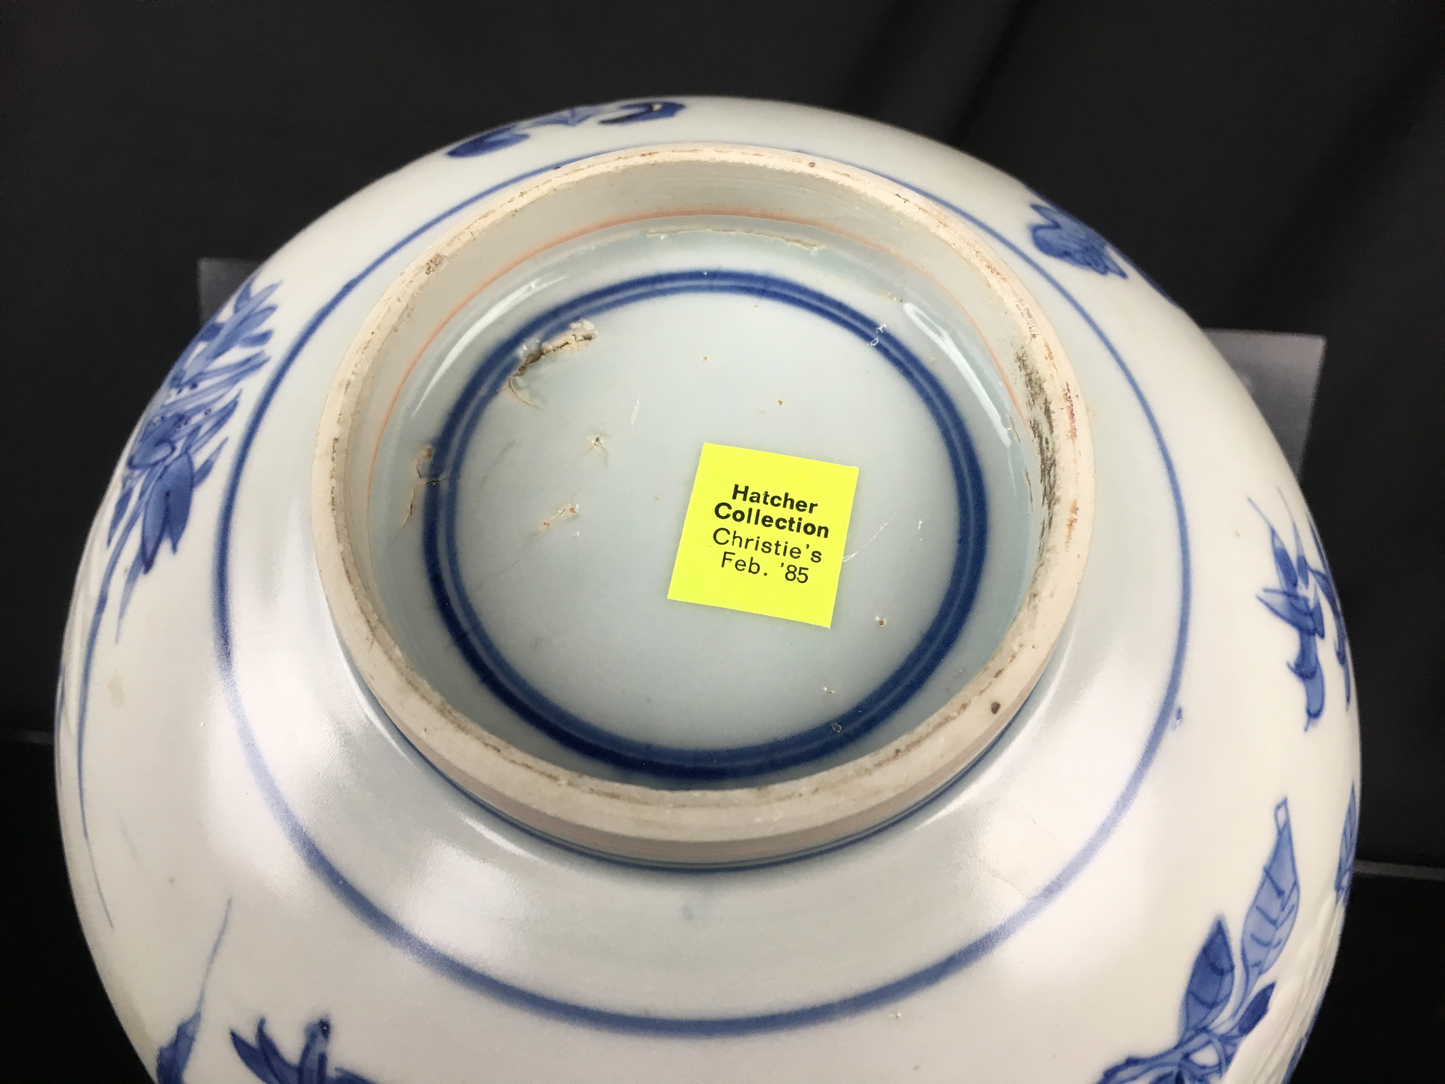 Hatcher
Collection
Christie's
Feb. '85